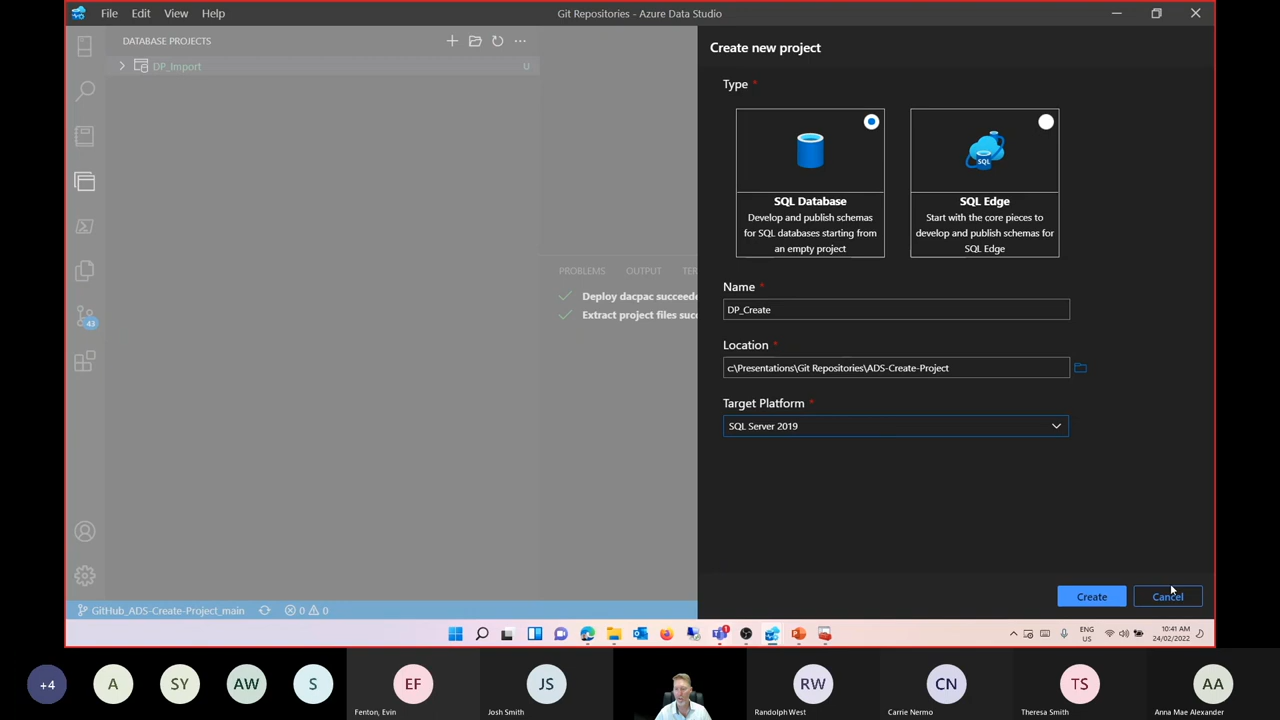 File Edit View Help
Git Repositories - Azure Data Studio
DATABASE PROJECTS
DP_Import
U
43
PROBLEMS OUTPUT TER
Deploy dacpac succeede
Extract project files succ
Create new project
Type *
SQL Database
Develop and publish schemas
for SQL databases starting from
an empty project
SQL
SQL Edge
Start with the core pieces to
develop and publish schemas for
SQL Edge
Name *
DP_Create
Location *
c:\Presentations\Git Repositories\ADS-Create-Project
Target Platform *
SQL Server 2019
Create
Cancel
GitHub_ADS-Create-Project_main
0 0
ENG
US
10:41 AM
24/02/2022
+4
A
SY
AW
S
EF
Fenton, Evin
JS
Josh Smith
RW
Randolph West
CN
Carrie Nermo
TS
Theresa Smith
AA
Anna Mae Alexander